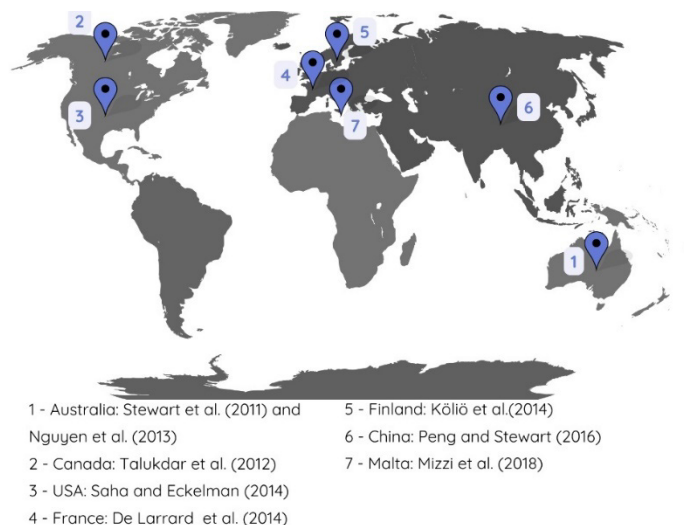 2
5
4
3
7
6
1
1 - Australia: Stewart et al. (2011) and
Nguyen et al. (2013)
2 - Canada: Talukdar et al. (2012)
3 - USA: Saha and Eckelman (2014)
4 - France: De Larrard et al. (2014)
5 - Finland: Köliö et al.(2014)
6 - China: Peng and Stewart (2016)
7 - Malta: Mizzi et al. (2018)